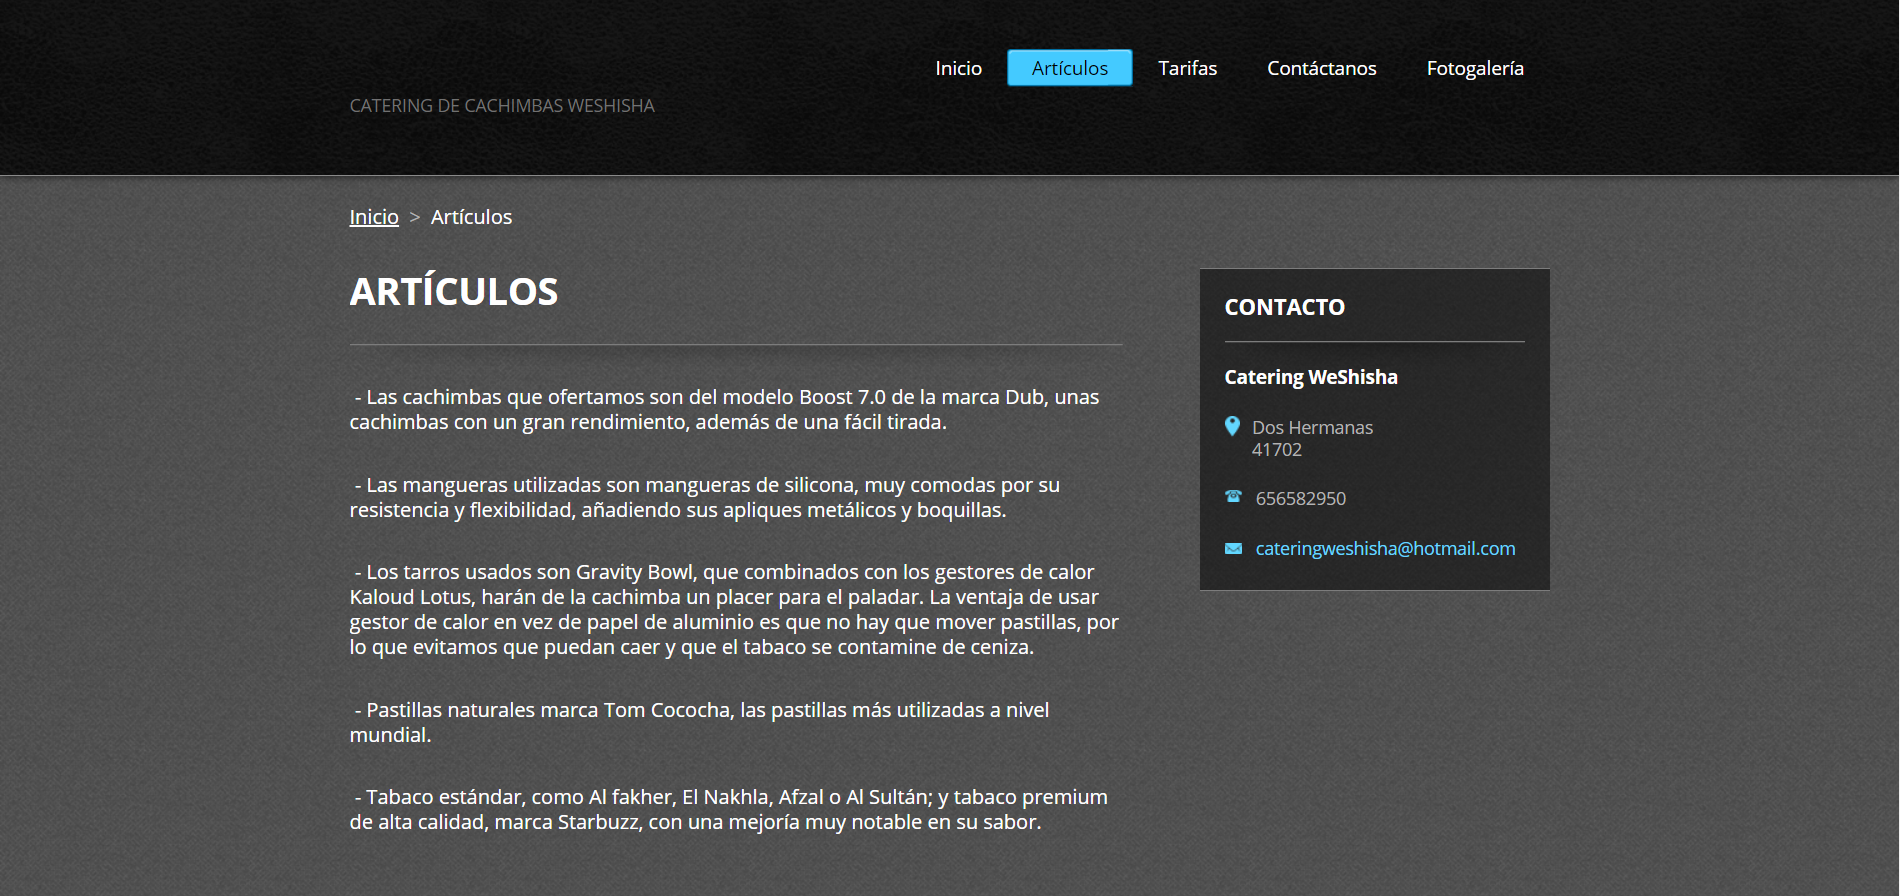 Inicio Artículos Tarifas Contáctanos Fotogalería
CATERING DE CACHIMBAS WESHISHA
Inicio > Artículos
ARTÍCULOS
- Las cachimbas que ofertamos son del modelo Boost 7.0 de la marca Dub, unas
cachimbas con un gran rendimiento, además de una fácil tirada.
- Las mangueras utilizadas son mangueras de silicona, muy comodas por su
resistencia y flexibilidad, añadiendo sus apliques metálicos y boquillas.
- Los tarros usados son Gravity Bowl, que combinados con los gestores de calor
Kaloud Lotus, harán de la cachimba un placer para el paladar. La ventaja de usar
gestor de calor en vez de papel de aluminio es que no hay que mover pastillas, por
lo que evitamos que puedan caer y que el tabaco se contamine de ceniza.
- Pastillas naturales marca Tom Cococha, las pastillas más utilizadas a nivel
mundial.
- Tabaco estándar, como Al fakher, El Nakhla, Afzal o Al Sultán; y tabaco premium
de alta calidad, marca Starbuzz, con una mejoría muy notable en su sabor.
CONTACTO
Catering WeShisha
Dos Hermanas
41702
656582950
cateringweshisha@hotmail.com